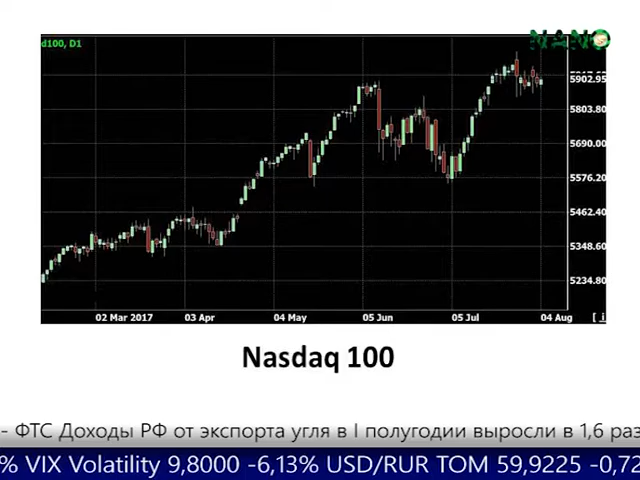 NANO
d100, D1
5902.95
5803.80
5690.00
5576.20
5462.40
5348.60
5234.80
02 Mar 2017 03 Apr 04 May 05 Jun 05 Jul 04 Aug
Nasdaq 100
- ФТС Доходы РФ от экспорта угля в I полугодии выросли в 1,6 раз
% VIX Volatility 9,8000 -6,13% USD/RUR TOM 59,9225 -0,72